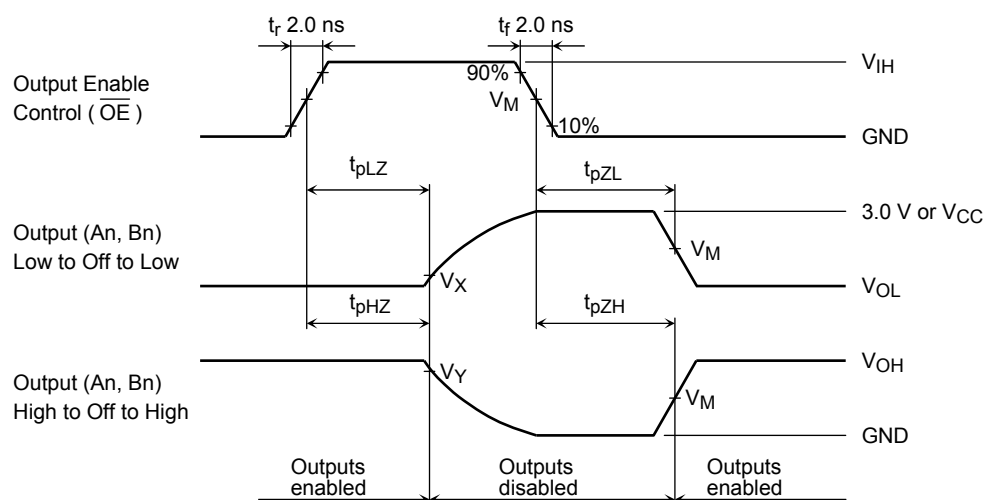 tr 2.0 ns
tf 2.0 ns
Output Enable
Control ( OE )
90%
VM
10%
VIH
GND
tpLZ
tpZL
3.0 V or VCC
Output (An, Bn)
Low to Off to Low
VX
VM
VOL
tpHZ
tpZH
VOH
Output (An, Bn)
High to Off to High
VY
VM
GND
Outputs
enabled
Outputs
disabled
Outputs
enabled